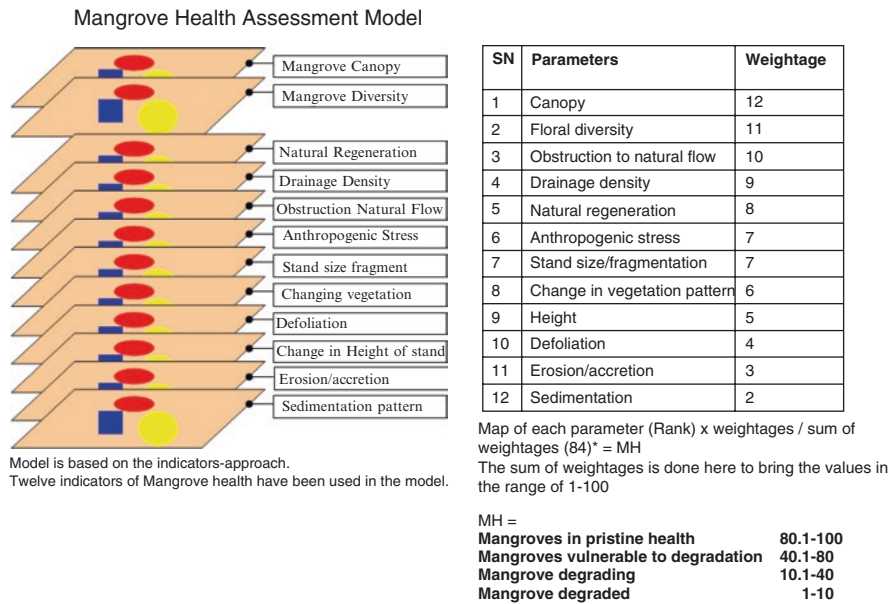 Mangrove Health Assessment Model
Mangrove Canopy
Mangrove Diversity
Natural Regeneration
Drainage Density
Obstruction Natural Flow
Anthropogenic Stress
Stand size fragment
Changing vegetation
Defoliation
Change in Height of stand
Erosion/accretion
Sedimentation pattern
Model is based on the indicators-approach.
Twelve indicators of Mangrove health have been used in the model.
SN Parameters Weightage
1 Canopy 12
2 Floral diversity 11
3 Obstruction to natural flow 10
4 Drainage density 9
5 Natural regeneration 8
6 Anthropogenic stress 7
7 Stand size/fragmentation 7
8 Change in vegetation pattern 6
9 Height 5
10 Defoliation 4
11 Erosion/accretion 3
12 Sedimentation 2
Map of each parameter (Rank) x weightages / sum of
weightages (84)* = MH
The sum of weightages is done here to bring the values in
the range of 1-100
MH =
Mangroves in pristine health 80.1-100
Mangroves vulnerable to degradation 40.1-80
Mangrove degrading 10.1-40
Mangrove degraded 1-10